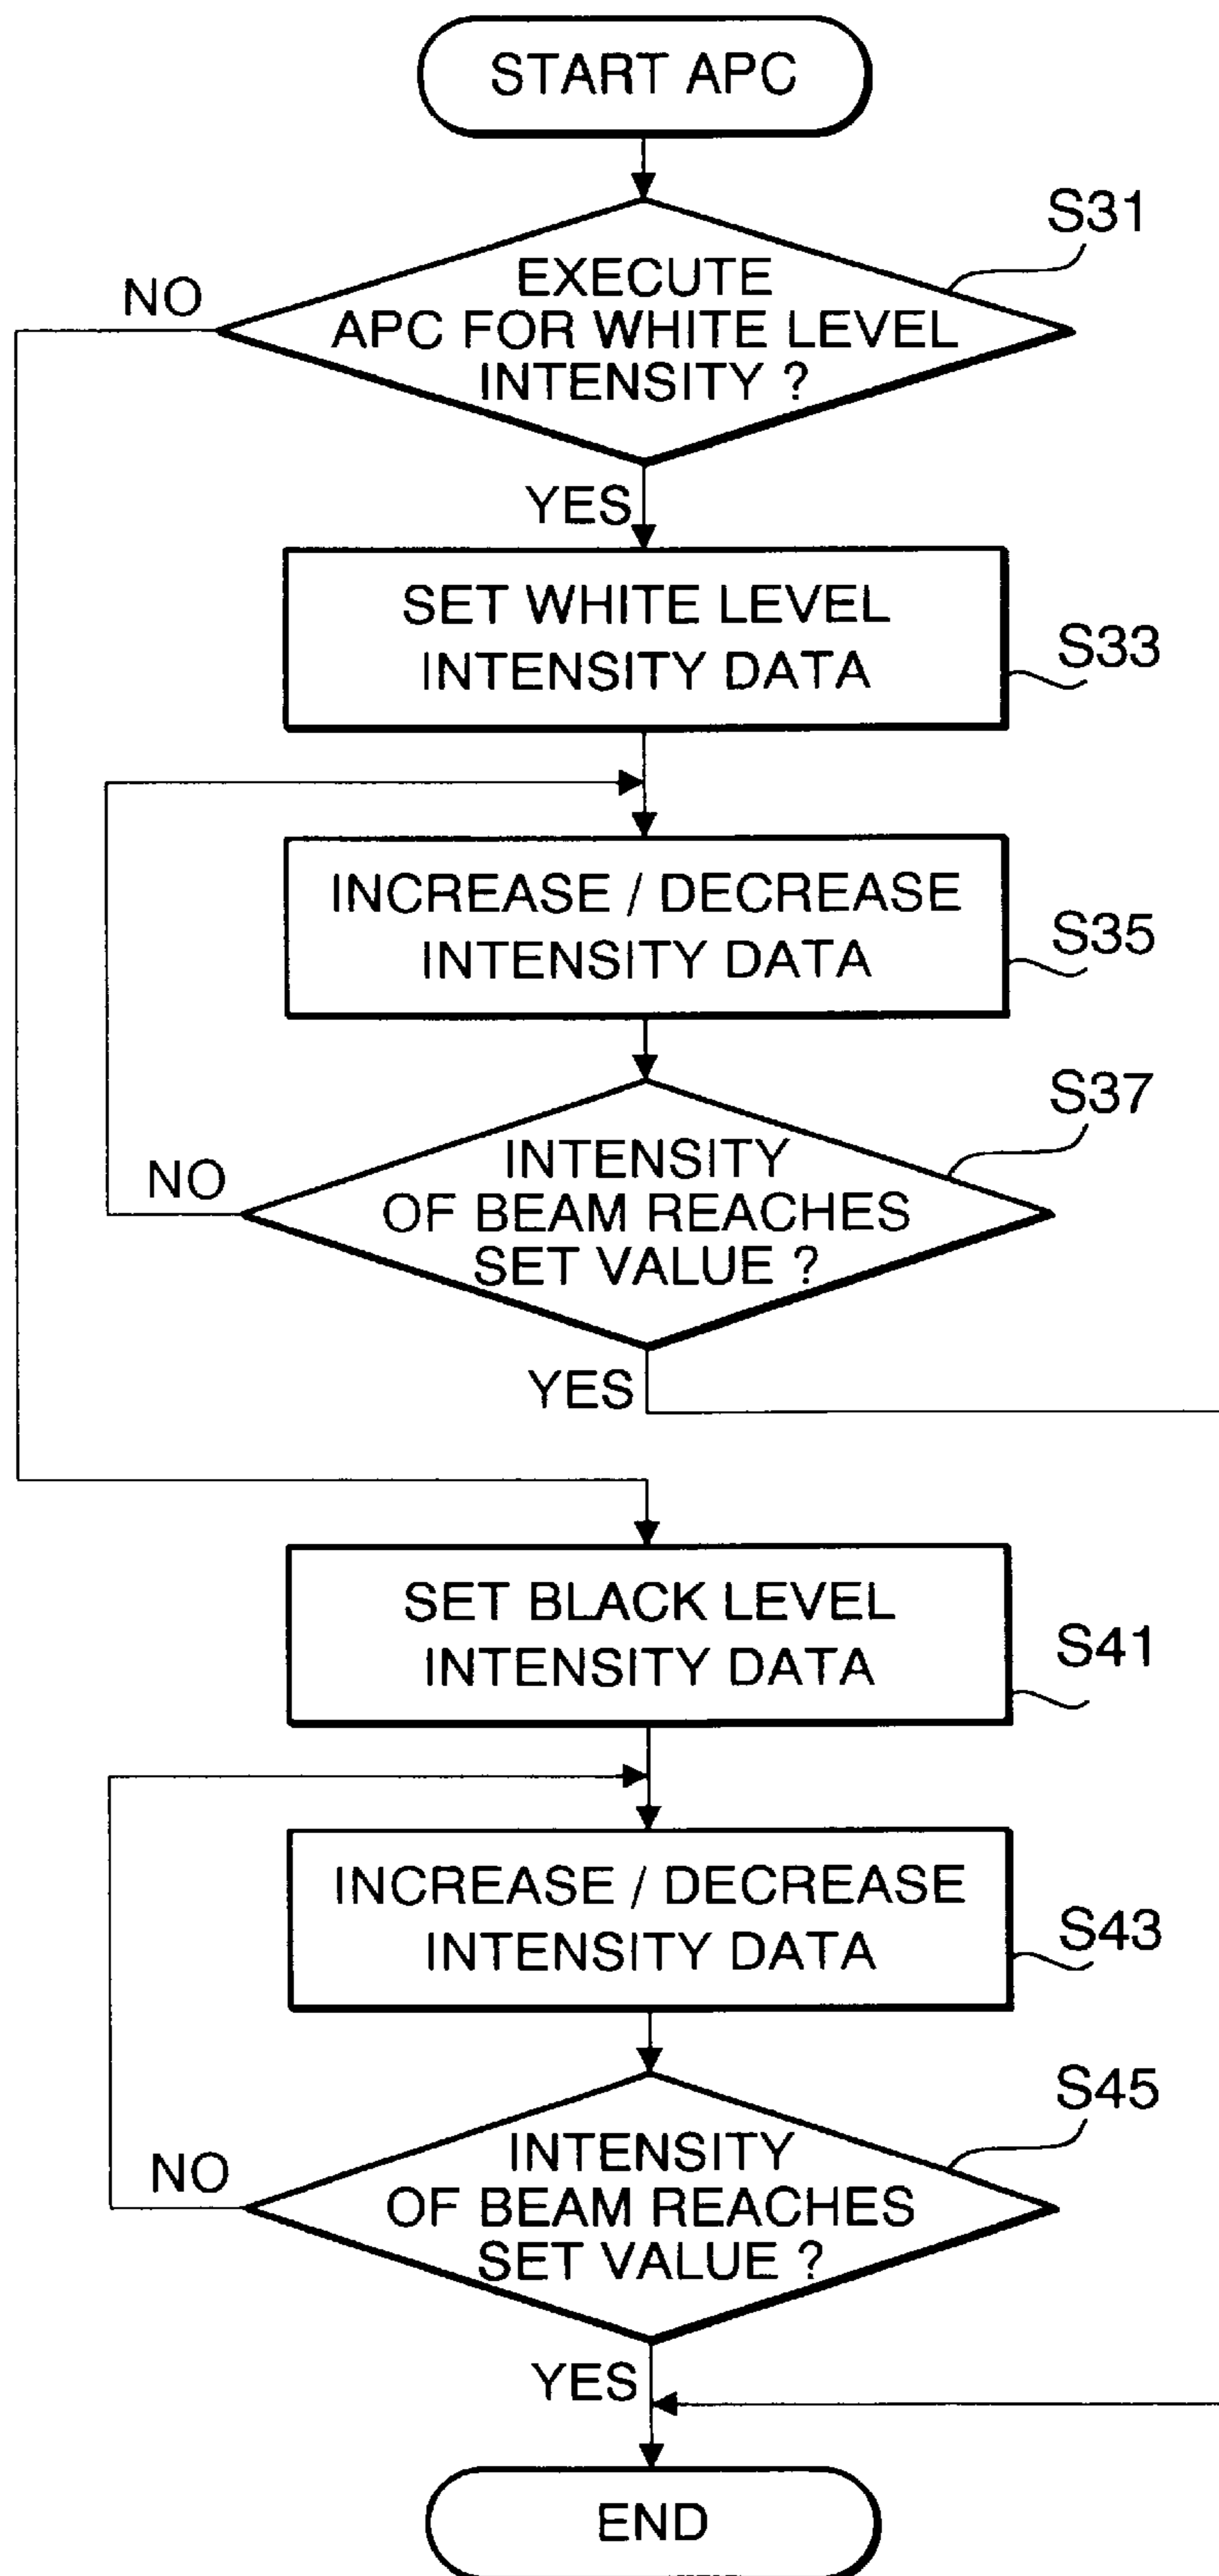 START APC
S31
NO
EXECUTE
APC FOR WHITE LEVEL
INTENSITY ?
YES
SET WHITE LEVEL
INTENSITY DATA
S33
INCREASE / DECREASE
INTENSITY DATA
S35
S37
NO
INTENSITY
OF BEAM REACHES
SET VALUE ?
YES
SET BLACK LEVEL
INTENSITY DATA
S41
INCREASE / DECREASE
INTENSITY DATA
S43
S45
NO
INTENSITY
OF BEAM REACHES
SET VALUE ?
YES
END